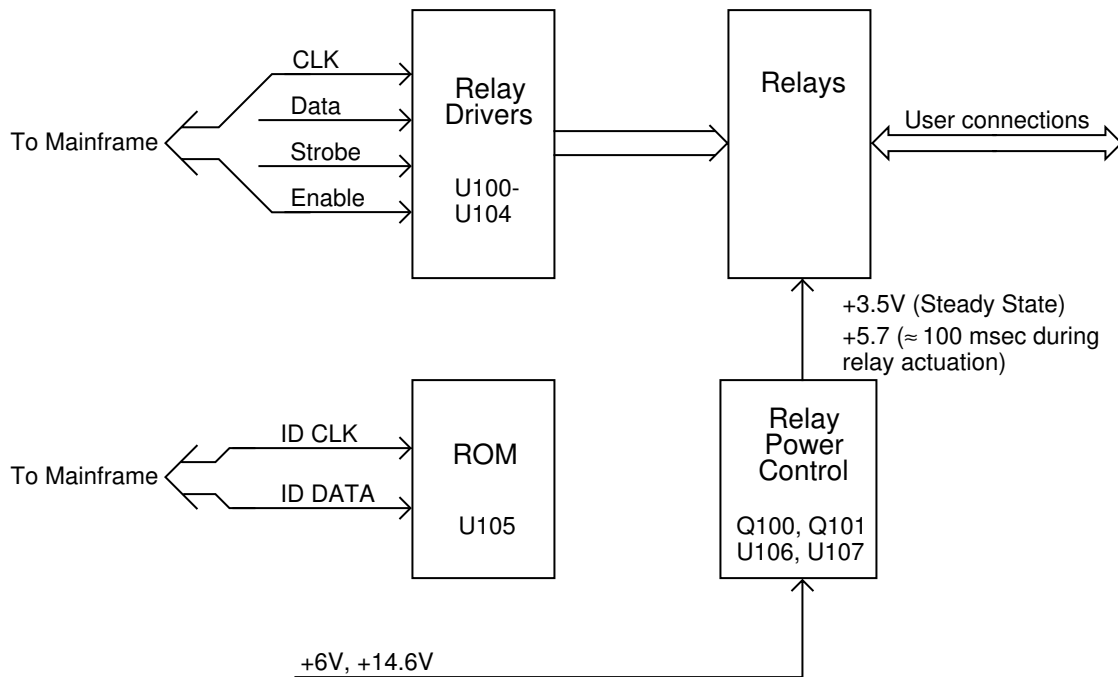 CLK
Data
Strobe
Enable
To Mainframe
Relay
Drivers
U100-
U104
Relays
User connections
+3.5V (Steady State)
+5.7 (≈ 100 msec during
relay actuation)
To Mainframe
ID CLK
ID DATA
ROM
U105
Relay
Power
Control
Q100, Q101
U106, U107
+6V, +14.6V